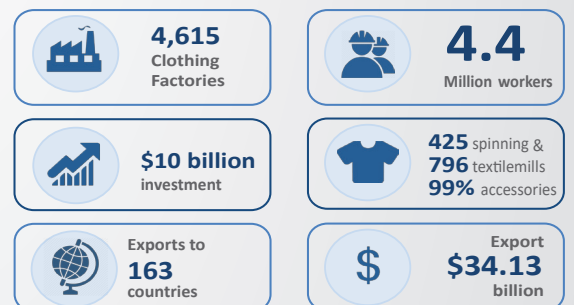 4,615
Clothing
Factories
4.4
Million workers
$10 billion
investment
425 spinning &
796 textilemills
99% accessories
Exports to
163
countries
$
Export
$34.13
billion